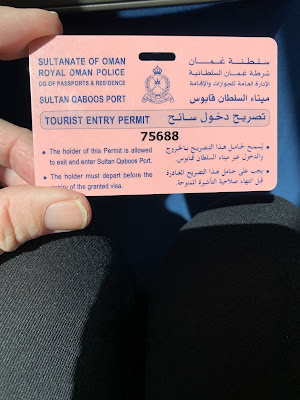 SULTANATE OF OMAN
ROYAL OMAN POLICE
DG OF PASSPORTS & RESIDENCE
SULTAN QABOOS PORT
سلطنة عمان
شرطة عمان السلطانية
الإدارة العامة للجوازات والإقامة
ميناء السلطان قابوس
TOURIST ENTRY PERMIT
تصريح دخول سائح
75688
• The holder of this Permit is allowed
to exit and enter Sultan Qaboos Port.
• The holder must depart before the
expiry of the granted visa.
• يسمح لحامل هذا التصريح بالخروج
والدخول عبر ميناء السلطان قابوس.
• يجب على حامل هذا التصريح المغادرة
قبل انتهاء صلاحية التأشيرة الممنوحة.